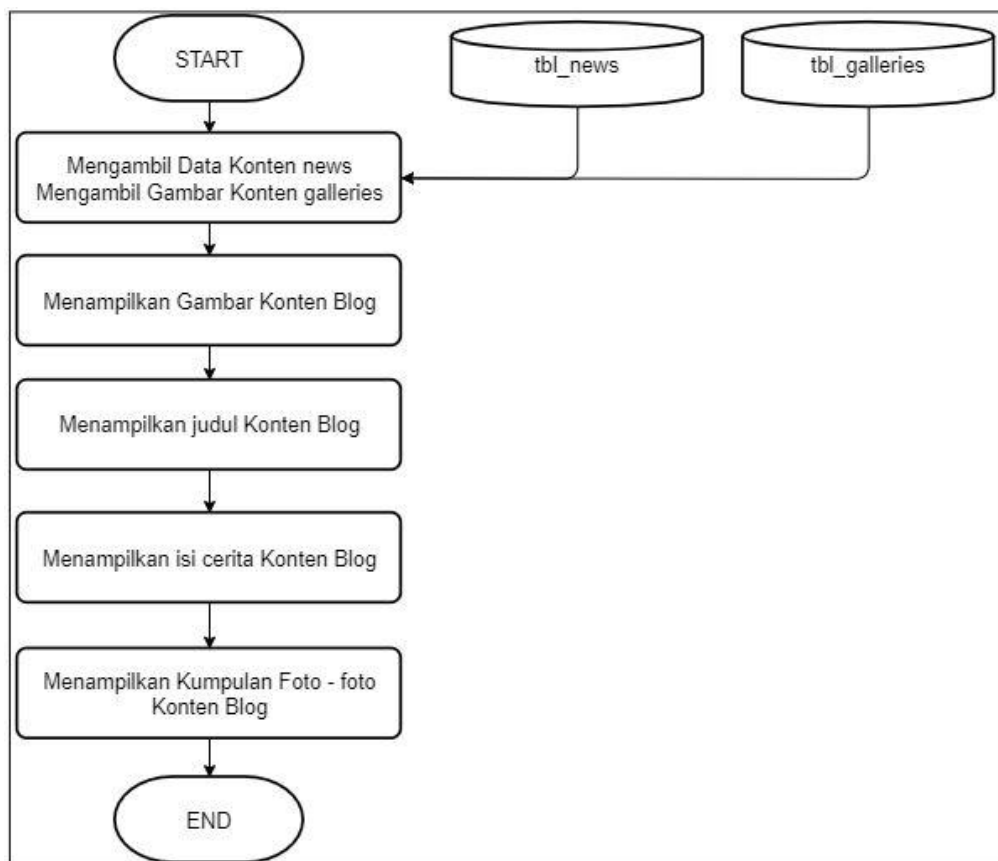 START
tbl_news
tbl_galleries
Mengambil Data Konten news
Mengambil Gambar Konten galleries
Menampilkan Gambar Konten Blog
Menampilkan judul Konten Blog
Menampilkan isi cerita Konten Blog
Menampilkan Kumpulan Foto - foto
Konten Blog
END